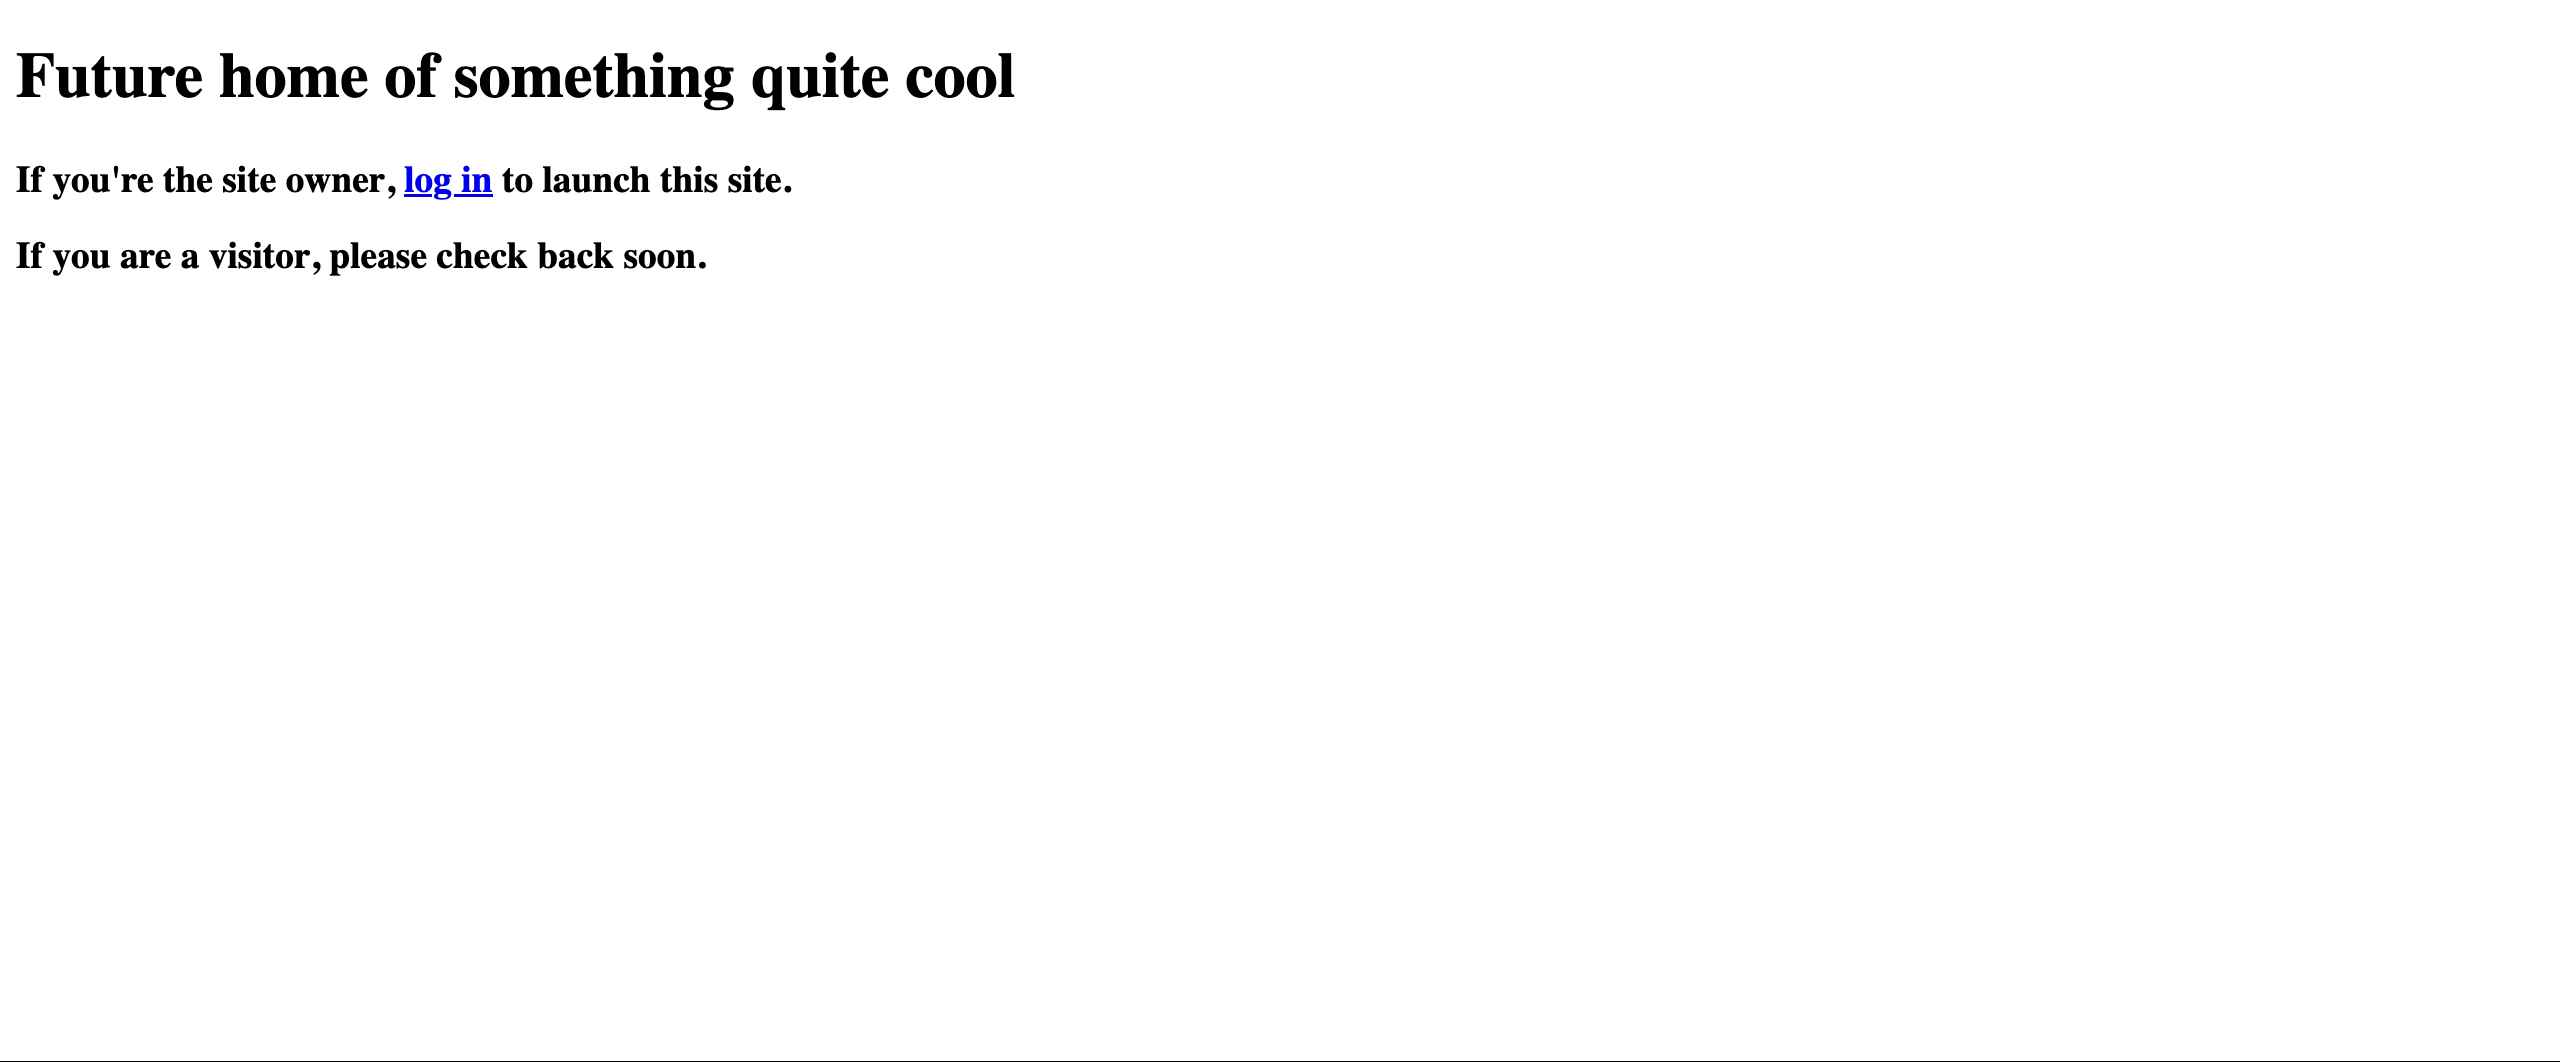 Future home of something quite cool
If you're the site owner, log in to launch this site.
If you are a visitor, please check back soon.